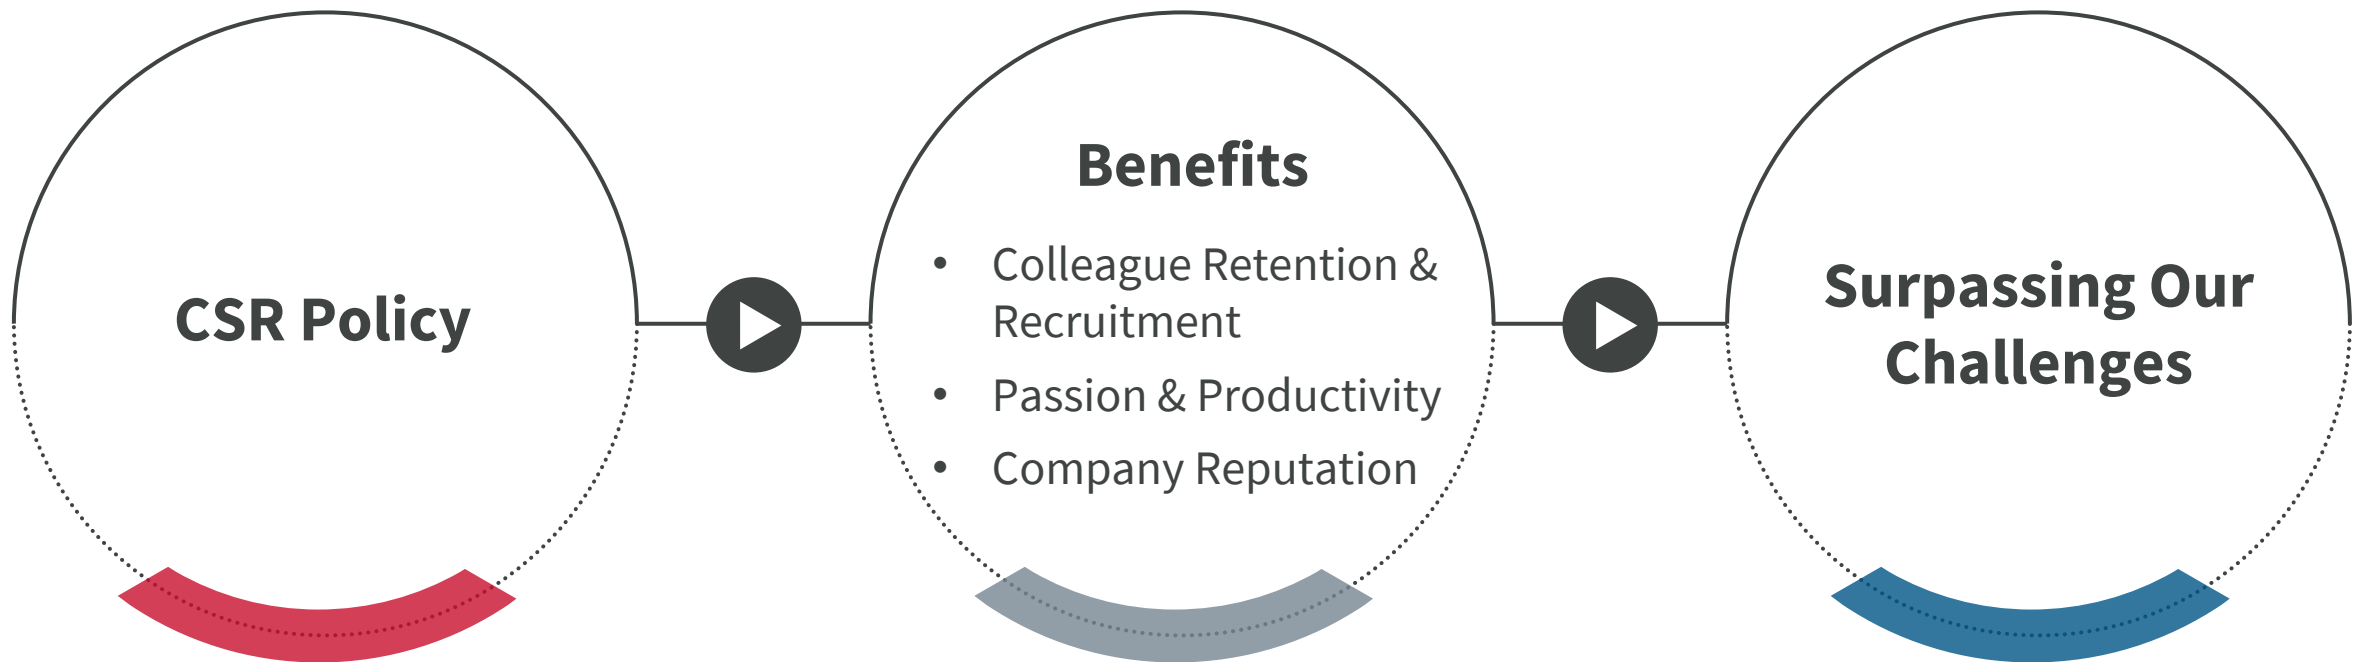 CSR Policy
Benefits
• Colleague Retention &
Recruitment
• Passion & Productivity
• Company Reputation
Surpassing Our
Challenges